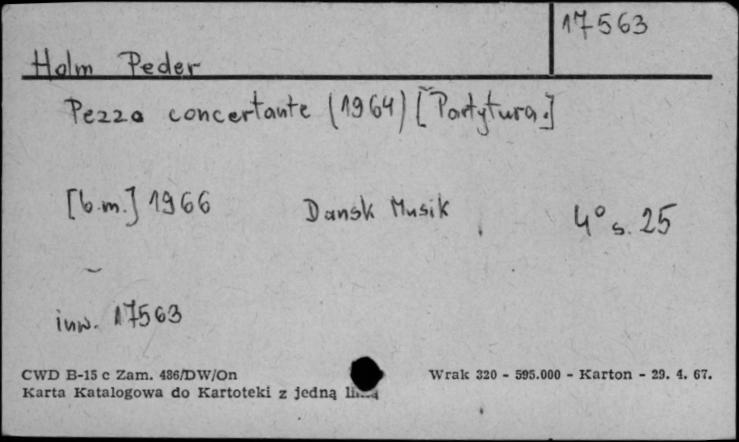 17563
Holm Peder
Pezzo concertante (1964) [Partytura.]
[b.m.] 1966 Dansk Musik 4° s. 25
inw. 17563
CWD B-15 c Zam. 486/DW/On Wrak 320 - 595.000 - Karton - 29. 4. 67.
Karta Katalogowa do Kartoteki z jedną